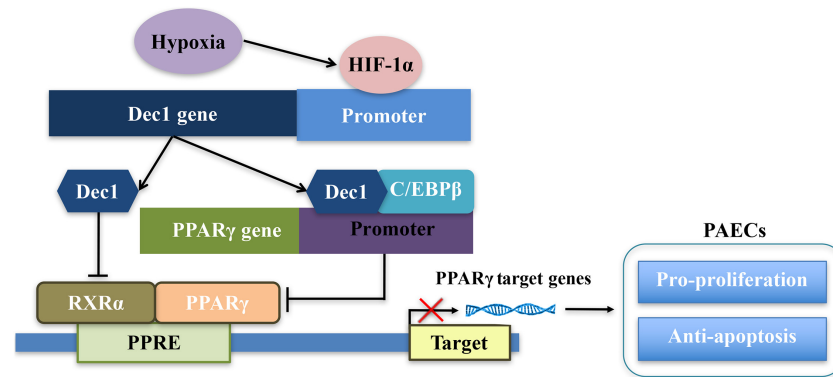 Hypoxia
HIF-1α
Dec1 gene
Promoter
Dec1
Dec1
C/EBPβ
PPARγ gene
Promoter
PAECs
PPARγ target genes
Pro-proliferation
RXRα
PPARγ
Anti-apoptosis
PPRE
Target